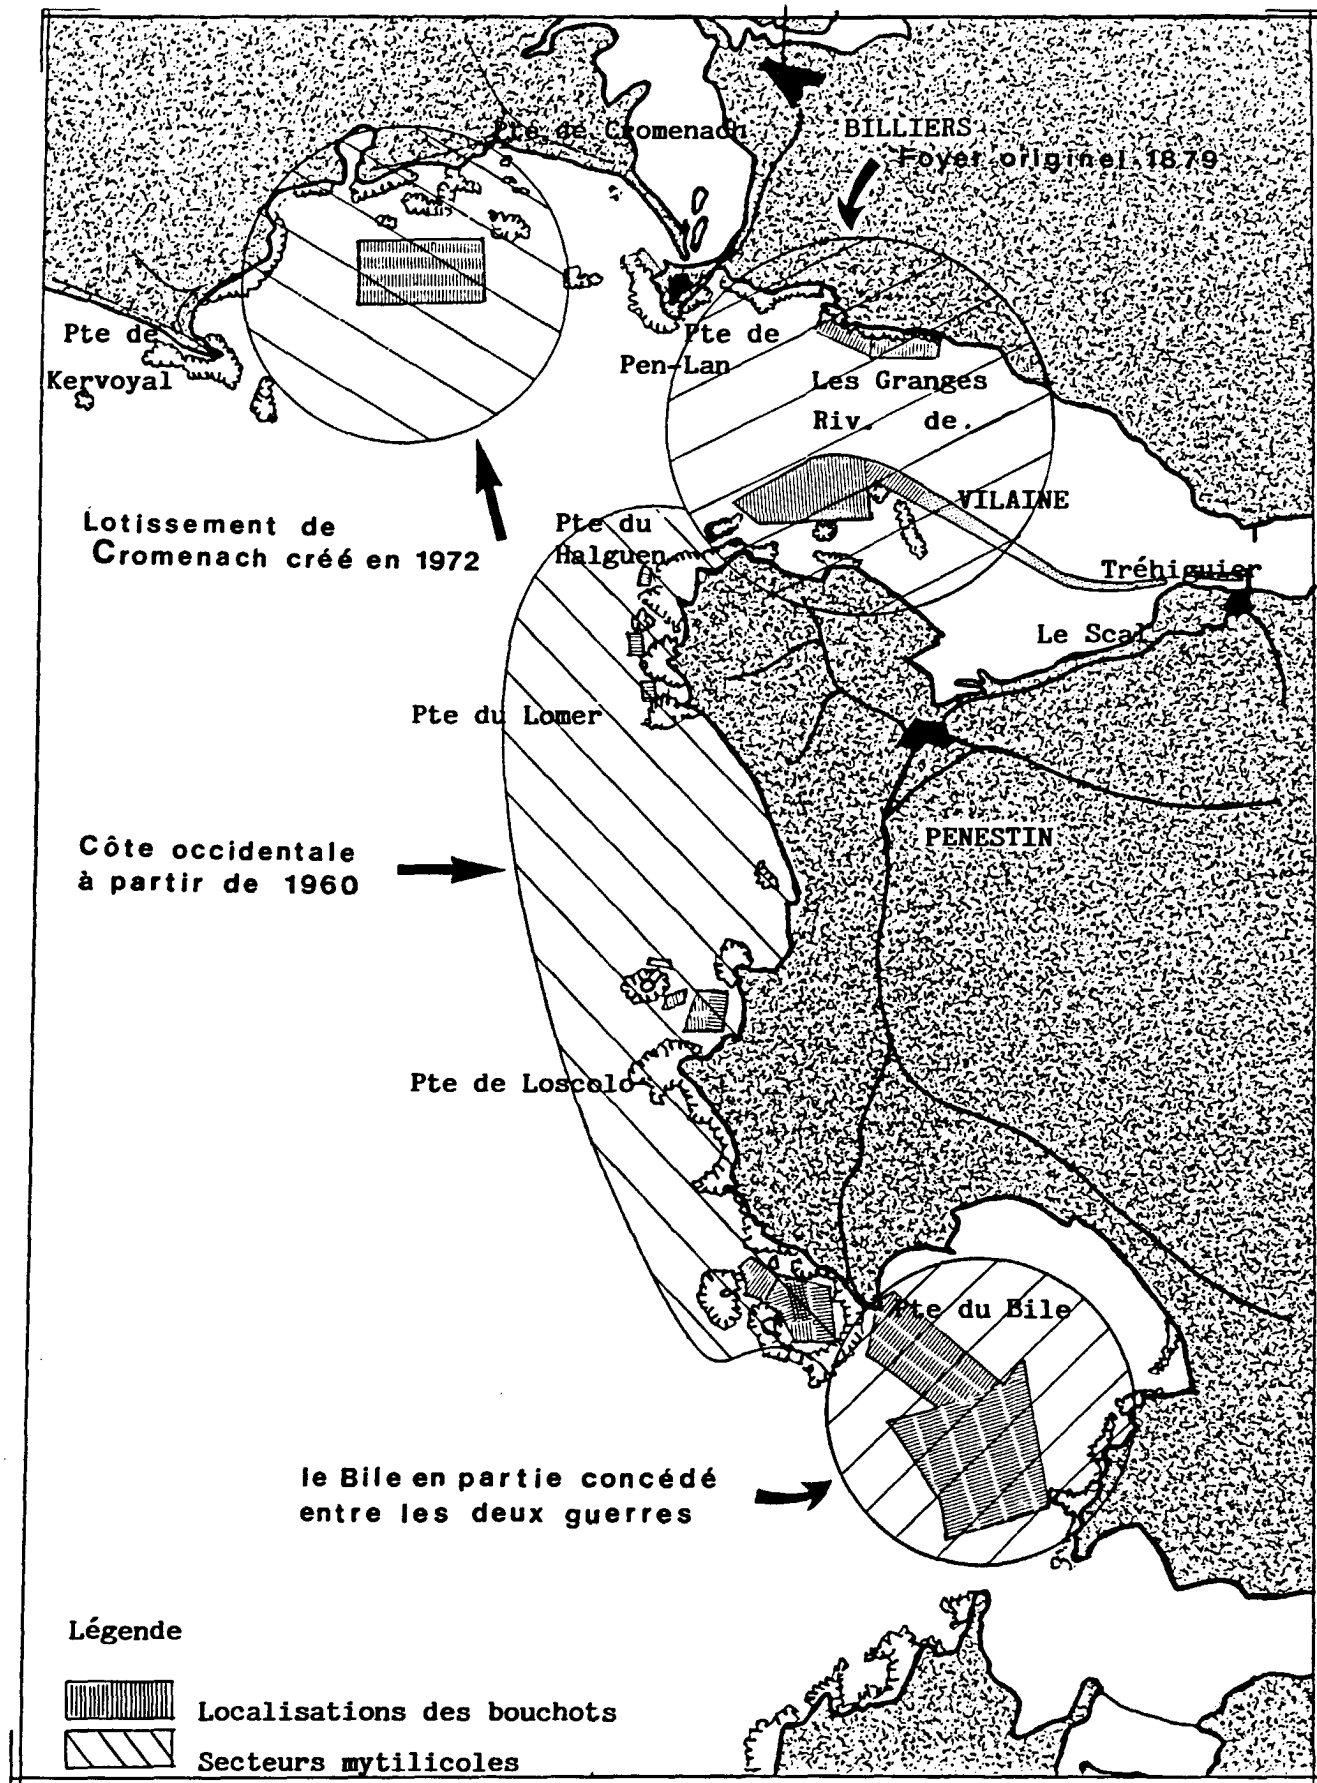 Pte de Cromenach
BILLIERS
Foyer originel-1879
Pte de
Kervoyal
Pte de
Pen-Lan
Les Granges
Riv. de.
VILAINE
Lotissement de
Cromenach créé en 1972
Pte du
Halguen
Tréhiguier
Le Scal
Pte du Lomer
Côte occidentale
à partir de 1960
PENESTIN
Pte de Loscolo
Pte du Bile
le Bile en partie concédé
entre les deux guerres
Légende
Localisations des bouchots
Secteurs mytilicoles